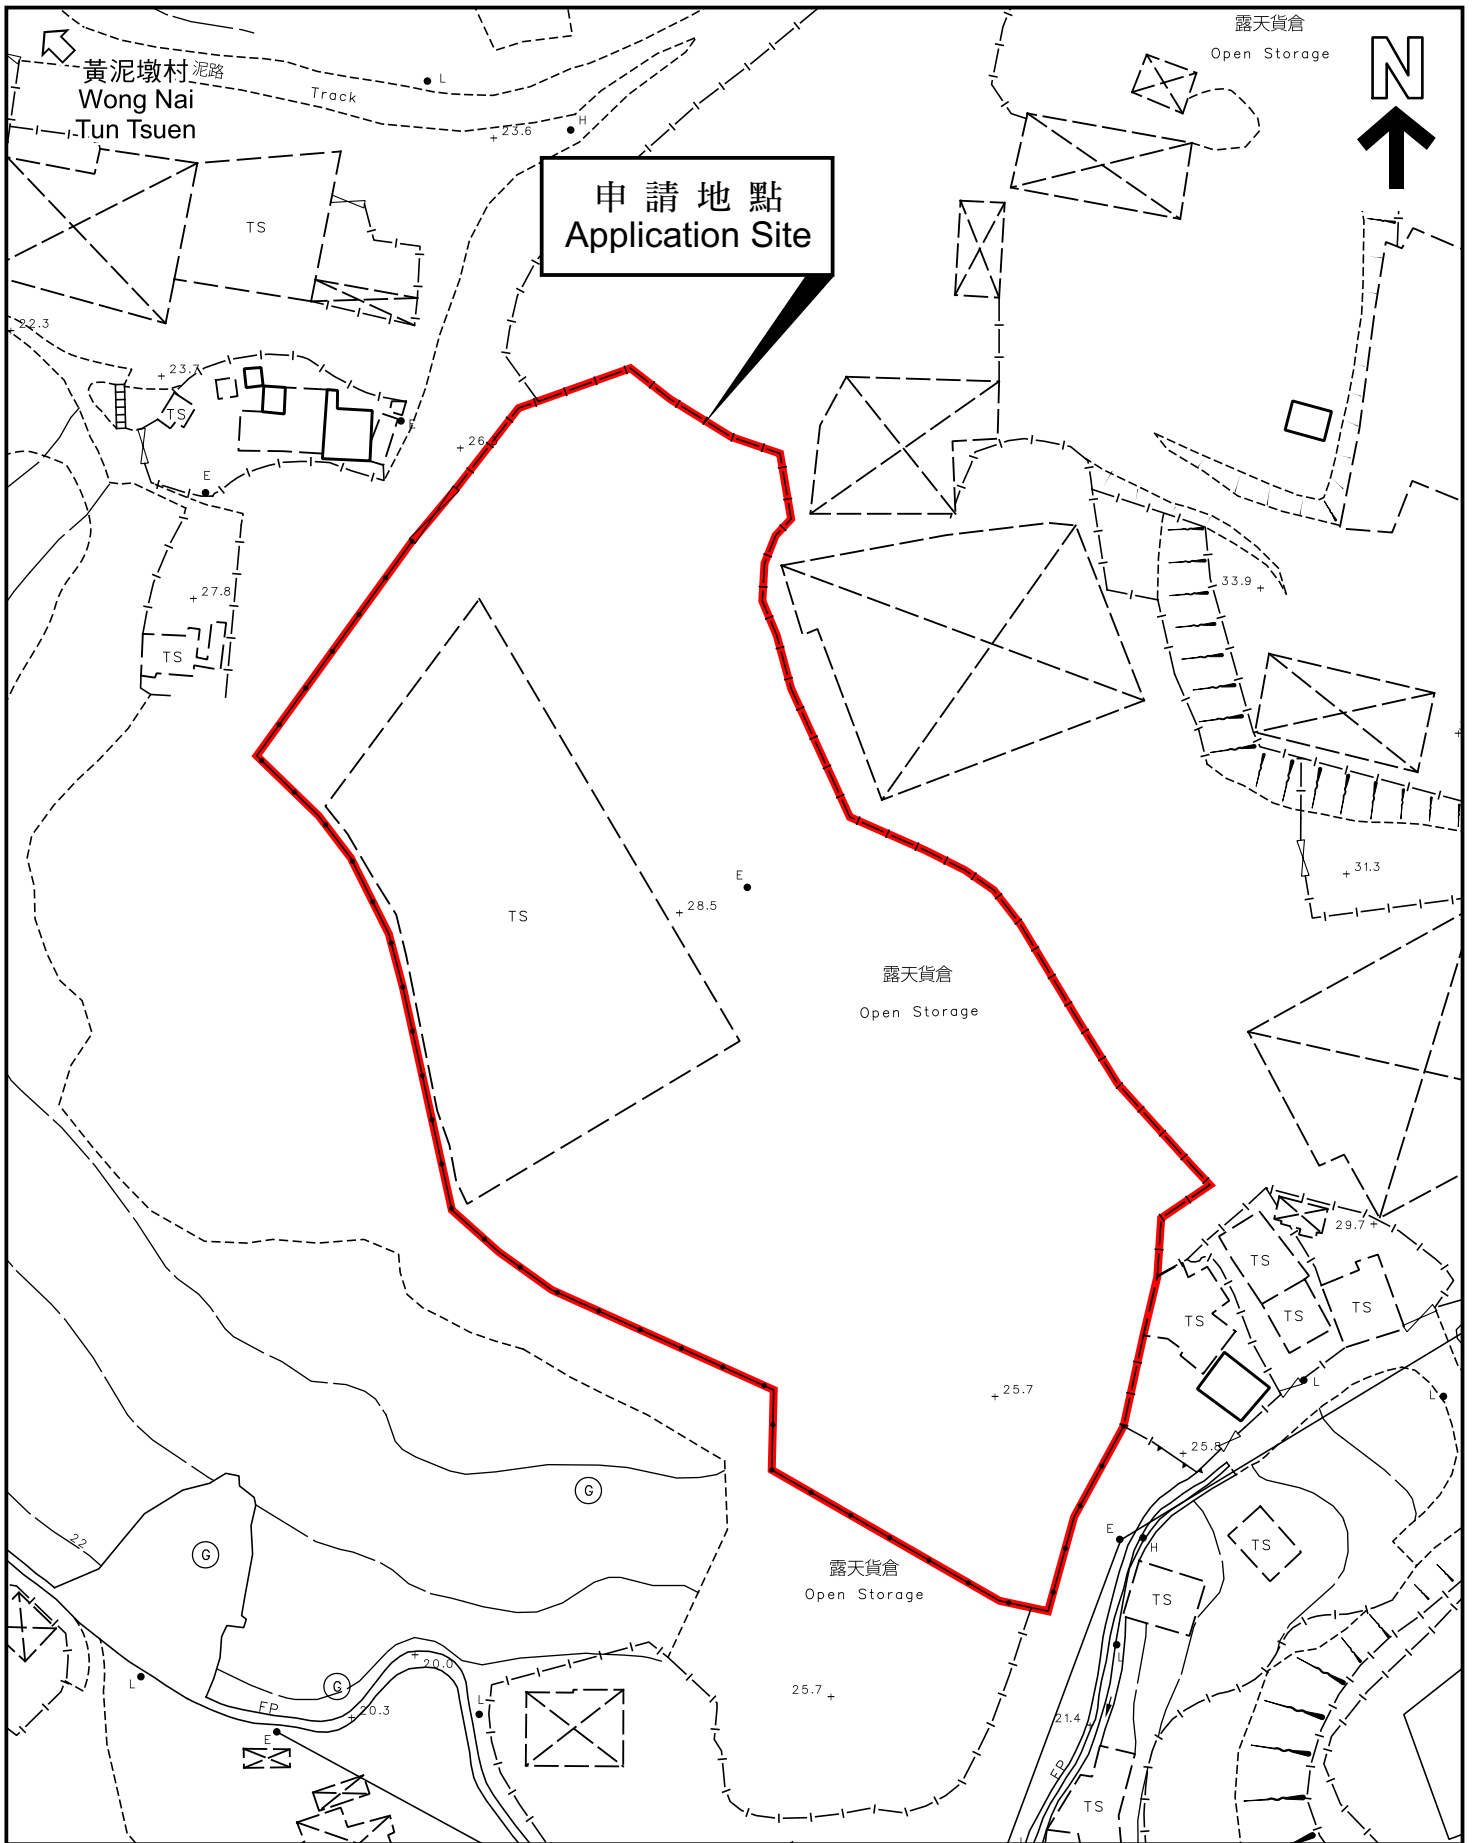 露天貨倉
Open Storage
N
黃泥墩村
Wong Nai
Tun Tsuen
泥路
Track
L
H
23.6
申請地點
Application Site
TS
22.3
23.7
TS
E
26.3
E
27.8
TS
33.9
31.3
E
28.5
TS
露天貨倉
Open Storage
29.7
TS
TS
TS
TS
25.7
L
L
25.8
G
22
G
E
H
TS
露天貨倉
Open Storage
TS
20.0
L
G
L
FP
20.3
E
L
25.7
21.4
FP
TS